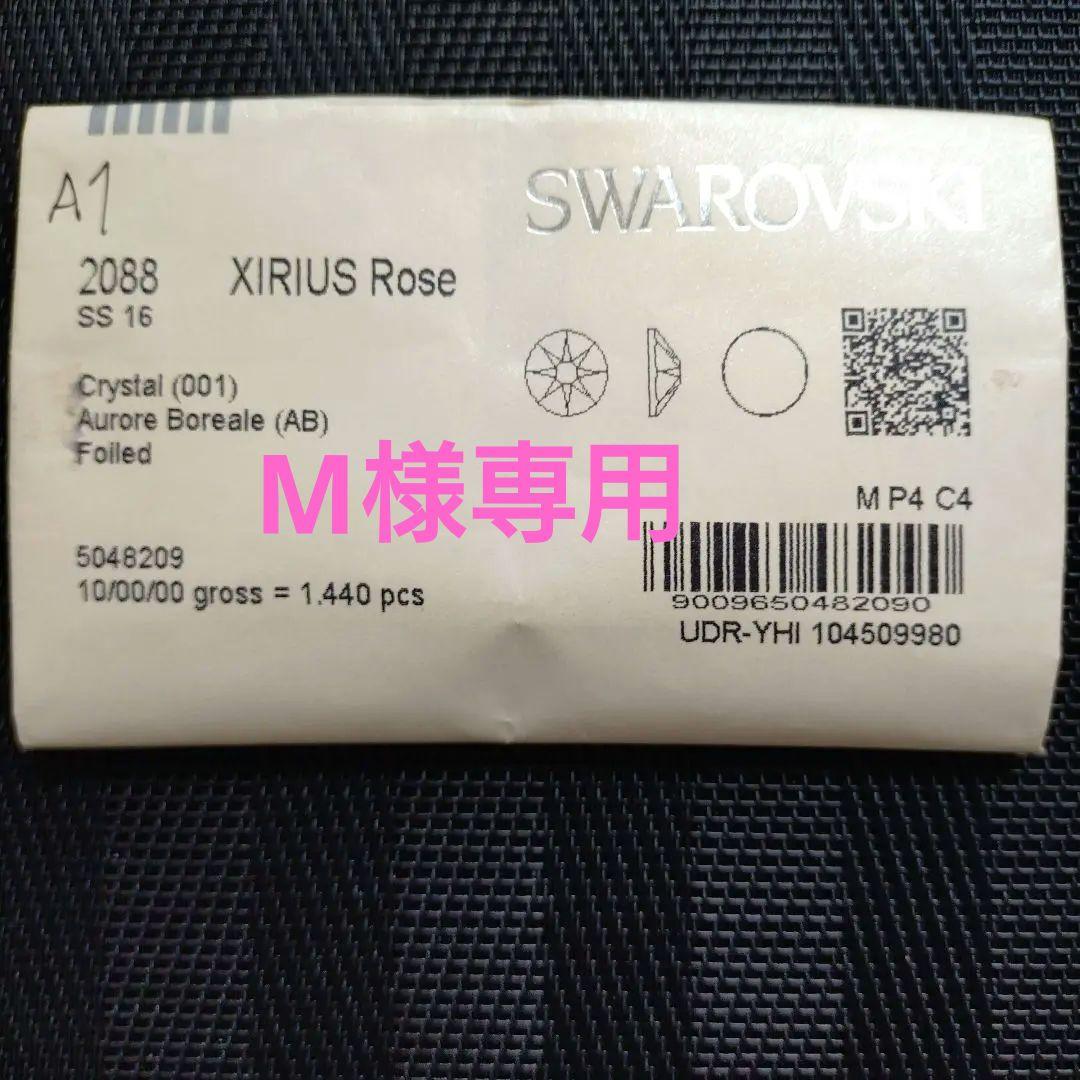 A1
SWAROVSKI
2088 XIRIUS Rose
SS 16
Crystal (001)
Aurore Boreale (AB)
Foiled
M様専用
M P4 C4
5048209
10/00/00 gross = 1.440 pcs
9009650482090
UDR-YHI 104509980